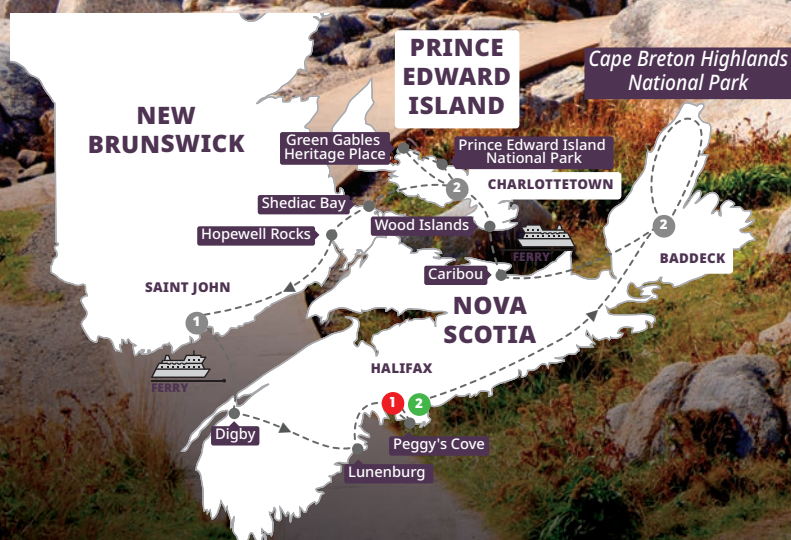 PRINCE
EDWARD
ISLAND
Cape Breton Highlands
National Park
NEW
BRUNSWICK
Green Gables
Heritage Place
Prince Edward Island
National Park
2
CHARLOTTETOWN
Shediac Bay
Wood Islands
2
Hopewell Rocks
FERRY
BADDECK
Caribou
SAINT JOHN
NOVA
SCOTIA
1
FERRY
HALIFAX
1
2
Digby
Peggy's Cove
Lunenburg